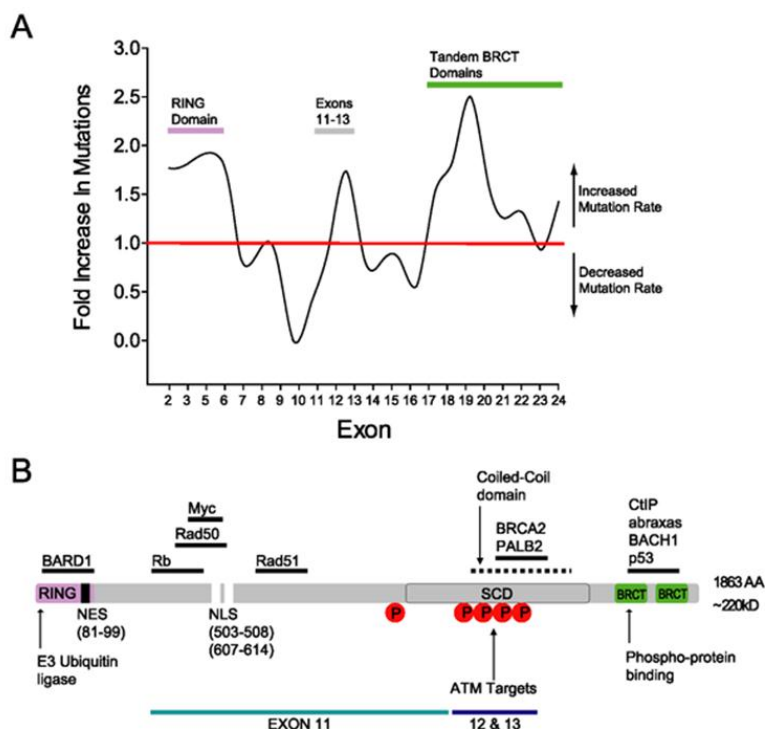 A
Fold Increase In Mutations
3.0
2.5
2.0
1.5
1.0
0.5
0.0
RING
Domain
Exons
11-13
Tandem BRCT
Domains
Increased
Mutation Rate
Decreased
Mutation Rate
2 3 5 6 7 8 9 10 11 12 13 14 15 16 17 18 19 20 21 22 23 24
Exon
B
Coiled-Coil
domain
Myc
Rad50
BARD1
Rb
Rad51
BRCA2
PALB2
CtIP
abraxas
BACH1
p53
RING
SCD
BRCT
BRCT
1863 AA
~220kD
P
P
P
P
P
NES
(81-99)
NLS
(503-508)
(607-614)
E3 Ubiquitin
ligase
ATM Targets
Phospho-protein
binding
EXON 11
12 & 13